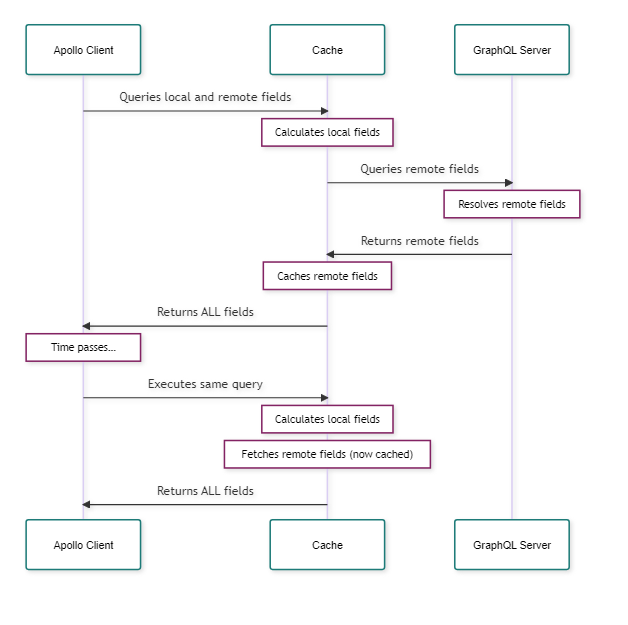 Apollo Client
Cache
GraphQL Server
Queries local and remote fields
Calculates local fields
Queries remote fields
Resolves remote fields
Returns remote fields
Caches remote fields
Returns ALL fields
Time passes...
Executes same query
Calculates local fields
Fetches remote fields (now cached)
Returns ALL fields
Apollo Client
Cache
GraphQL Server